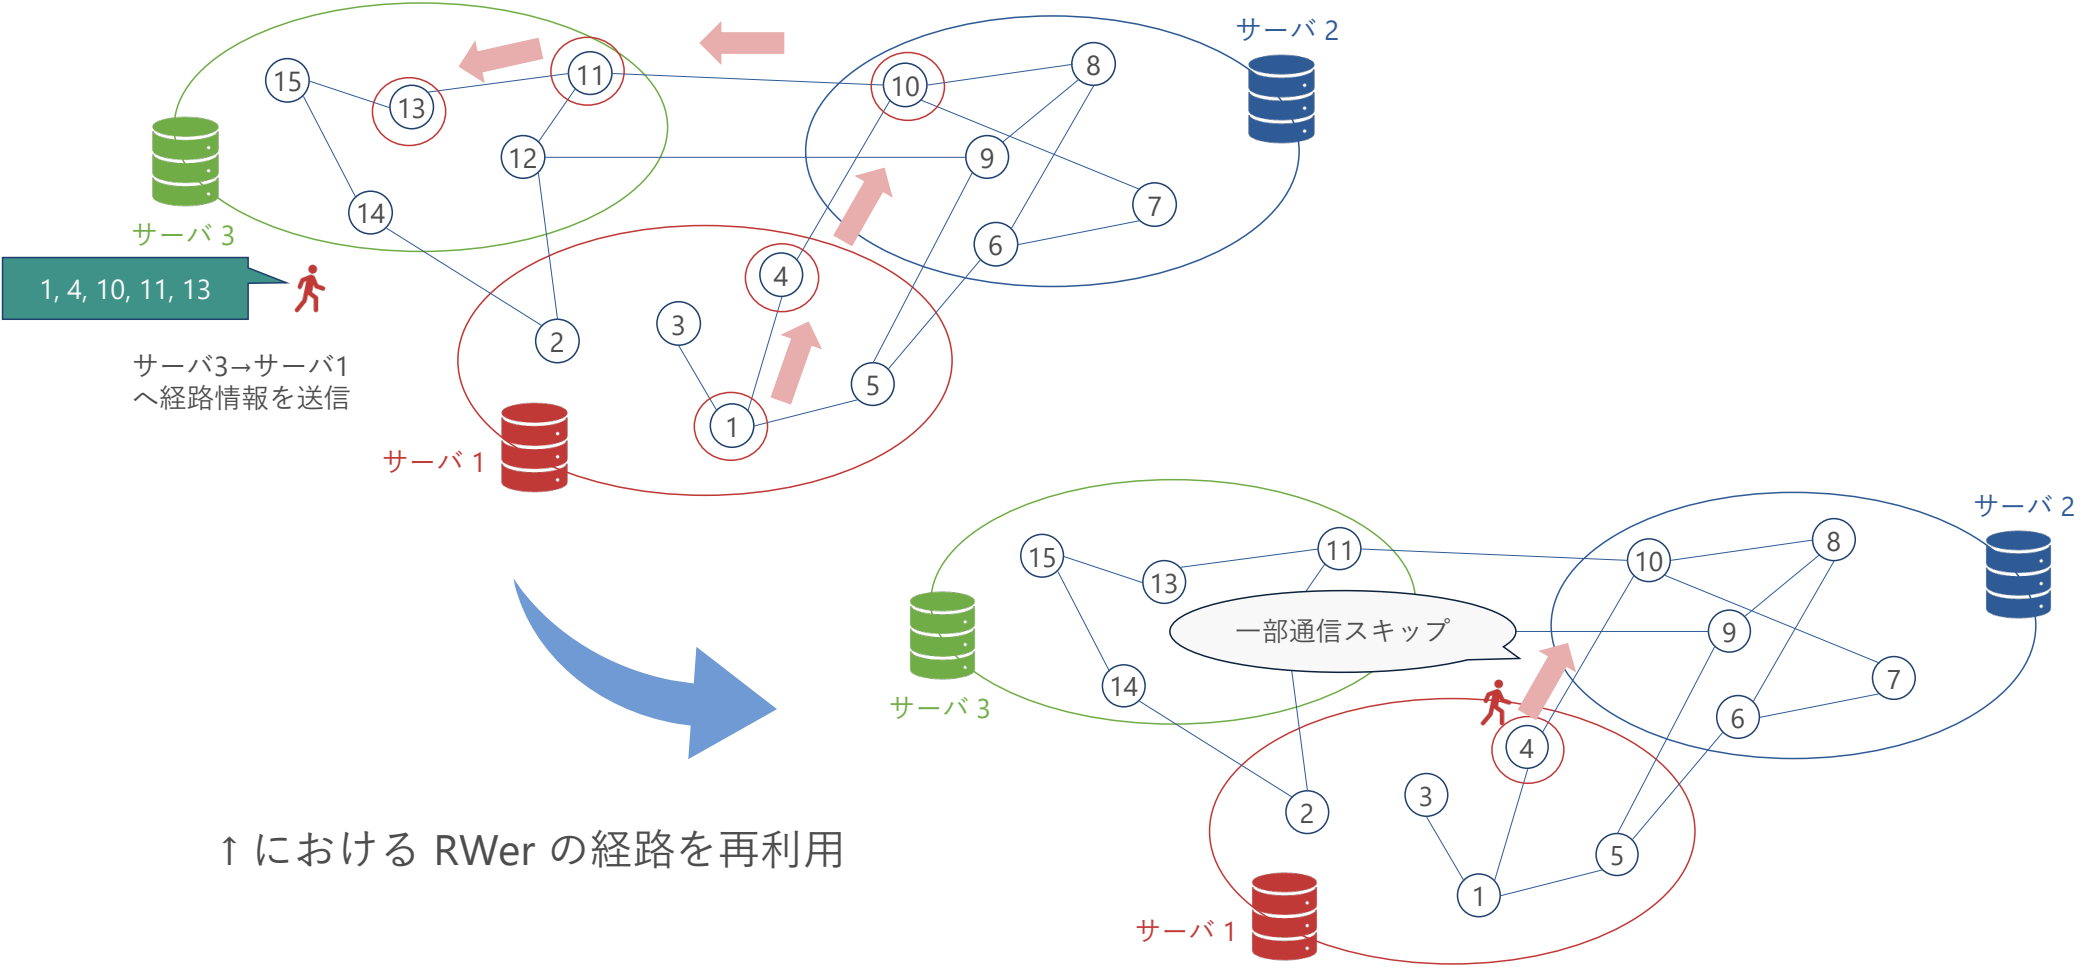 サーバ 2
15
13
11
10
8
12
9
14
7
6
サーバ 3
1, 4, 10, 11, 13
4
3
2
5
1
サーバ3→サーバ1
へ経路情報を送信
サーバ 1
サーバ 2
15
13
11
10
8
一部通信スキップ
9
14
7
6
サーバ 3
4
3
2
5
1
サーバ 1
↑ における RWer の経路を再利用